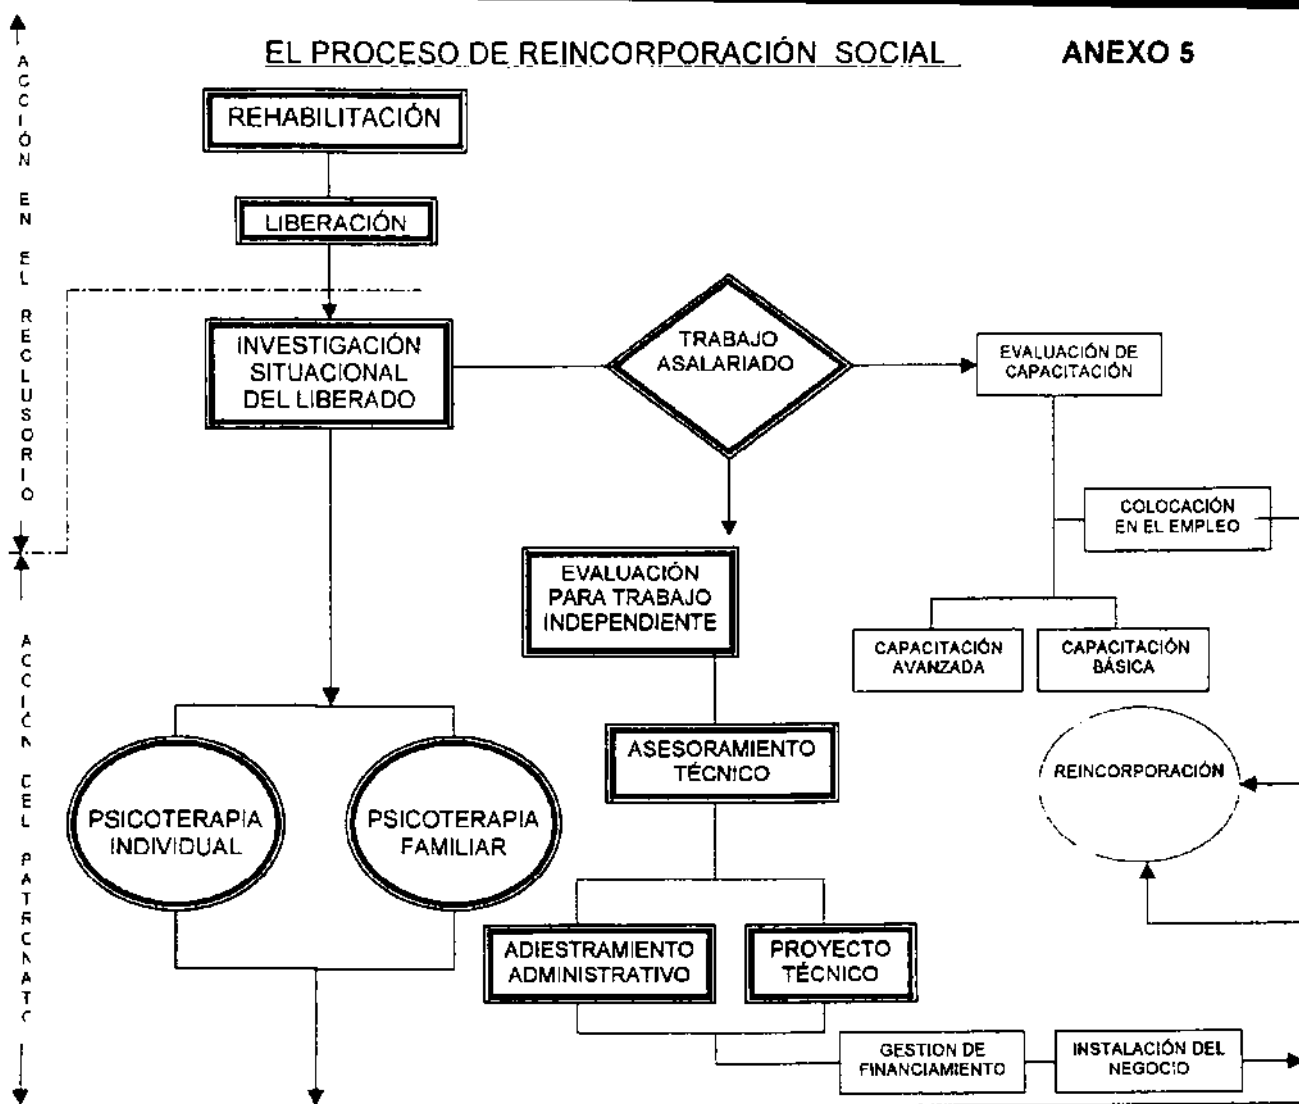 EL PROCESO DE REINCORPORACIÓN SOCIAL
ANEXO 5
ACCIÓN EN EL RECLUSORIO
REHABILITACIÓN
LIBERACIÓN
INVESTIGACIÓN
SITUACIONAL
DEL LIBERADO
TRABAJO
ASALARIADO
EVALUACIÓN DE
CAPACITACIÓN
COLOCACIÓN
EN EL EMPLEO
EVALUACIÓN
PARA TRABAJO
INDEPENDIENTE
CAPACITACIÓN
AVANZADA
CAPACITACIÓN
BÁSICA
ACCIÓN DEL PATRONATO
ASESORAMIENTO
TÉCNICO
REINCORPORACIÓN
PSICOTERAPIA
INDIVIDUAL
PSICOTERAPIA
FAMILIAR
ADIESTRAMIENTO
ADMINISTRATIVO
PROYECTO
TÉCNICO
GESTION DE
FINANCIAMIENTO
INSTALACIÓN DEL
NEGOCIO